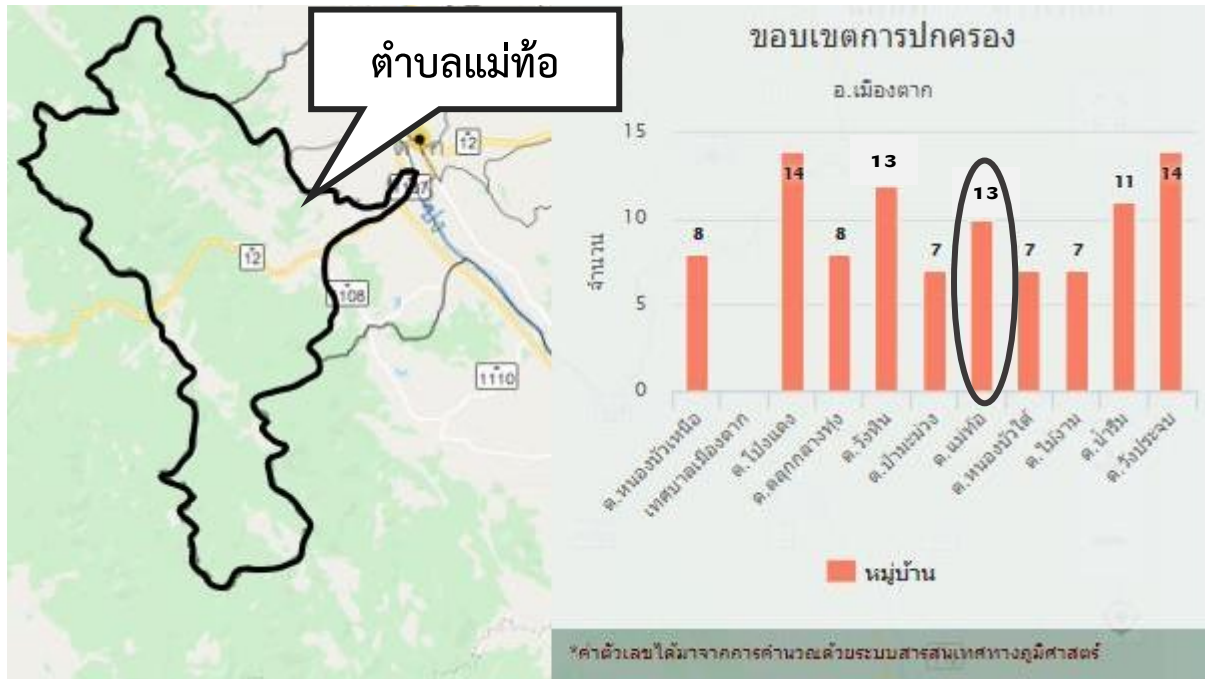 ตำบลแม่ท้อ
12
1107
12
108
1110
ขอบเขตการปกครอง
อ.เมืองตาก
จำนวน
15
10
5
0
8
14
8
13
7
13
7
7
11
14
ต.หนองบัวเหนือ
เทศบาลเมืองตาก
ต.โป่งแดง
ต.ตลุกกลางทุ่ง
ต.วังหิน
ต.ป่ามะม่วง
ต.แม่ท้อ
ต.หนองบัวใต้
ต.ไม้งาม
ต.น้ำรึม
ต.วังประจบ
หมู่บ้าน
*ค่าตัวเลขได้มาจากการคำนวณด้วยระบบสารสนเทศทางภูมิศาสตร์